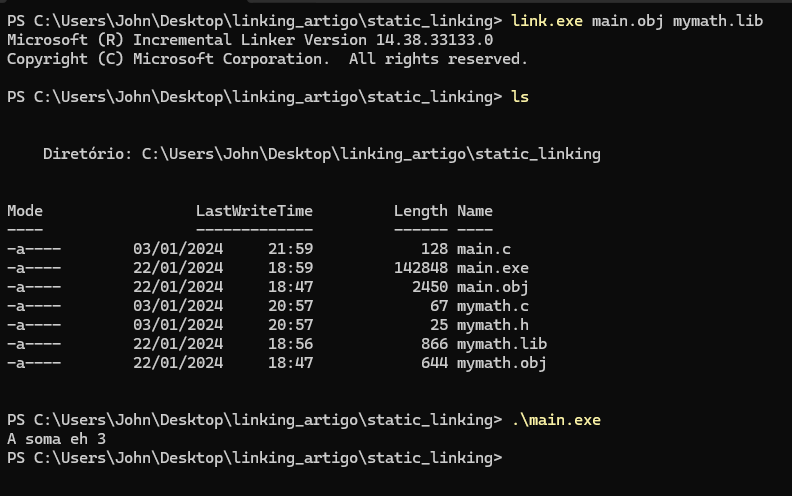 PS C:\Users\John\Desktop\linking_artigo\static_linking> link.exe main.obj mymath.lib
Microsoft (R) Incremental Linker Version 14.38.33133.0
Copyright (C) Microsoft Corporation.  All rights reserved.
PS C:\Users\John\Desktop\linking_artigo\static_linking> ls
Diretório: C:\Users\John\Desktop\linking_artigo\static_linking
Mode                 LastWriteTime         Length Name
----                 -------------         ------ ----
-a----        03/01/2024     21:59            128 main.c
-a----        22/01/2024     18:59         142848 main.exe
-a----        22/01/2024     18:47           2450 main.obj
-a----        03/01/2024     20:57             67 mymath.c
-a----        03/01/2024     20:57             25 mymath.h
-a----        22/01/2024     18:56            866 mymath.lib
-a----        22/01/2024     18:47            644 mymath.obj
PS C:\Users\John\Desktop\linking_artigo\static_linking> .\main.exe
A soma eh 3
PS C:\Users\John\Desktop\linking_artigo\static_linking>